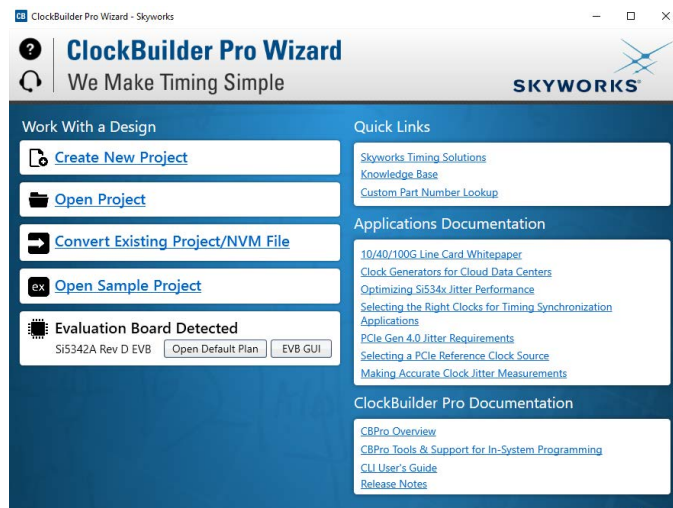 CB ClockBuilder Pro Wizard - Skyworks
ClockBuilder Pro Wizard
We Make Timing Simple
SKYWORKS®
Work With a Design
Create New Project
Open Project
Convert Existing Project/NVM File
ex Open Sample Project
Evaluation Board Detected
Si5342A Rev D EVB Open Default Plan EVB GUI
Quick Links
Skyworks Timing Solutions
Knowledge Base
Custom Part Number Lookup
Applications Documentation
10/40/100G Line Card Whitepaper
Clock Generators for Cloud Data Centers
Optimizing Si534x Jitter Performance
Selecting the Right Clocks for Timing Synchronization
Applications
PCIe Gen 4.0 Jitter Requirements
Selecting a PCIe Reference Clock Source
Making Accurate Clock Jitter Measurements
ClockBuilder Pro Documentation
CBPro Overview
CBPro Tools & Support for In-System Programming
CLI User's Guide
Release Notes